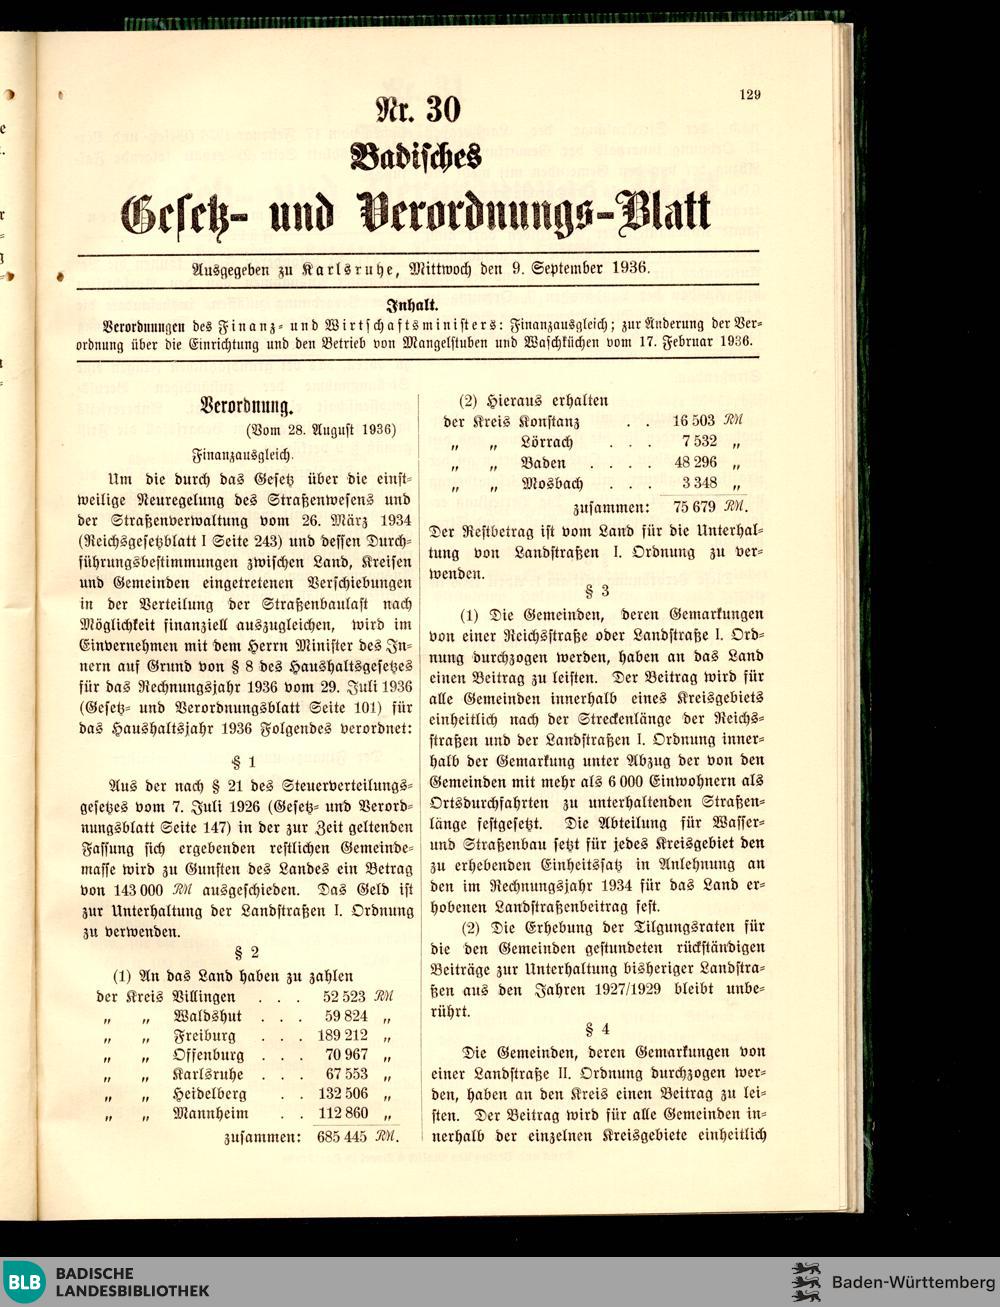 129
Nr. 30
Badisches
Gesetz- und Verordnungs-Blatt
Ausgegeben zu Karlsruhe, Mittwoch den 9. September 1936.
Inhalt.
Verordnungen des Finanz- und Wirtschaftsministers: Finanzausgleich; zur Änderung der Ver-
ordnung über die Einrichtung und den Betrieb von Mangelstuben und Waschküchen vom 17. Februar 1936.
Verordnung.
(Vom 28. August 1936)
Finanzausgleich.
Um die durch das Gesetz über die einst-
weilige Neuregelung des Straßenwesens und
der Straßenverwaltung vom 26. März 1934
(Reichsgesetzblatt I Seite 243) und dessen Durch-
führungsbestimmungen zwischen Land, Kreisen
und Gemeinden eingetretenen Verschiebungen
in der Verteilung der Straßenbaulast nach
Möglichkeit finanziell auszugleichen, wird im
Einvernehmen mit dem Herrn Minister des In-
nern auf Grund von § 8 des Haushaltsgesetzes
für das Rechnungsjahr 1936 vom 29. Juli 1936
(Gesetz- und Verordnungsblatt Seite 101) für
das Haushaltsjahr 1936 Folgendes verordnet:
§ 1
Aus der nach § 21 des Steuerverteilungs-
gesetzes vom 7. Juli 1926 (Gesetz- und Verord-
nungsblatt Seite 147) in der zur Zeit geltenden
Fassung sich ergebenden restlichen Gemeinde-
masse wird zu Gunsten des Landes ein Betrag
von 143 000 RM ausgeschieden. Das Geld ist
zur Unterhaltung der Landstraßen I. Ordnung
zu verwenden.
§ 2
(1) An das Land haben zu zahlen
der Kreis Villingen . . . 52 523 RM
„ „ Waldshut . . . 59 824 „
„ „ Freiburg . . . 189 212 „
„ „ Offenburg . . . 70 967 „
„ „ Karlsruhe . . . 67 553 „
„ „ Heidelberg . . 132 506 „
„ „ Mannheim . . 112 860 „
zusammen: 685 445 RM.
(2) Hieraus erhalten
der Kreis Konstanz . . 16 503 RM
„ „ Lörrach . . . 7 532 „
„ „ Baden . . . . 48 296 „
„ „ Mosbach . . . 3 348 „
zusammen: 75 679 RM.
Der Restbetrag ist vom Land für die Unterhal-
tung von Landstraßen I. Ordnung zu ver-
wenden.
§ 3
(1) Die Gemeinden, deren Gemarkungen
von einer Reichsstraße oder Landstraße I. Ord-
nung durchzogen werden, haben an das Land
einen Beitrag zu leisten. Der Beitrag wird für
alle Gemeinden innerhalb eines Kreisgebiets
einheitlich nach der Streckenlänge der Reichs-
straßen und der Landstraßen I. Ordnung inner-
halb der Gemarkung unter Abzug der von den
Gemeinden mit mehr als 6 000 Einwohnern als
Ortsdurchfahrten zu unterhaltenden Straßen-
länge festgesetzt. Die Abteilung für Wasser-
und Straßenbau setzt für jedes Kreisgebiet den
zu erhebenden Einheitssatz in Anlehnung an
den im Rechnungsjahr 1934 für das Land er-
hobenen Landstraßenbeitrag fest.
(2) Die Erhebung der Tilgungsraten für
die den Gemeinden gestundeten rückständigen
Beiträge zur Unterhaltung bisheriger Landstra-
ßen aus den Jahren 1927/1929 bleibt unbe-
rührt.
§ 4
Die Gemeinden, deren Gemarkungen von
einer Landstraße II. Ordnung durchzogen wer-
den, haben an den Kreis einen Beitrag zu lei-
sten. Der Beitrag wird für alle Gemeinden in-
nerhalb der einzelnen Kreisgebiete einheitlich
BLB BADISCHE
LANDESBIBLIOTHEK
Baden-Württemberg